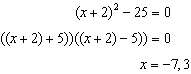 (x + 2)² − 25 = 0
((x + 2) + 5))((x + 2) − 5)) = 0
x = −7, 3